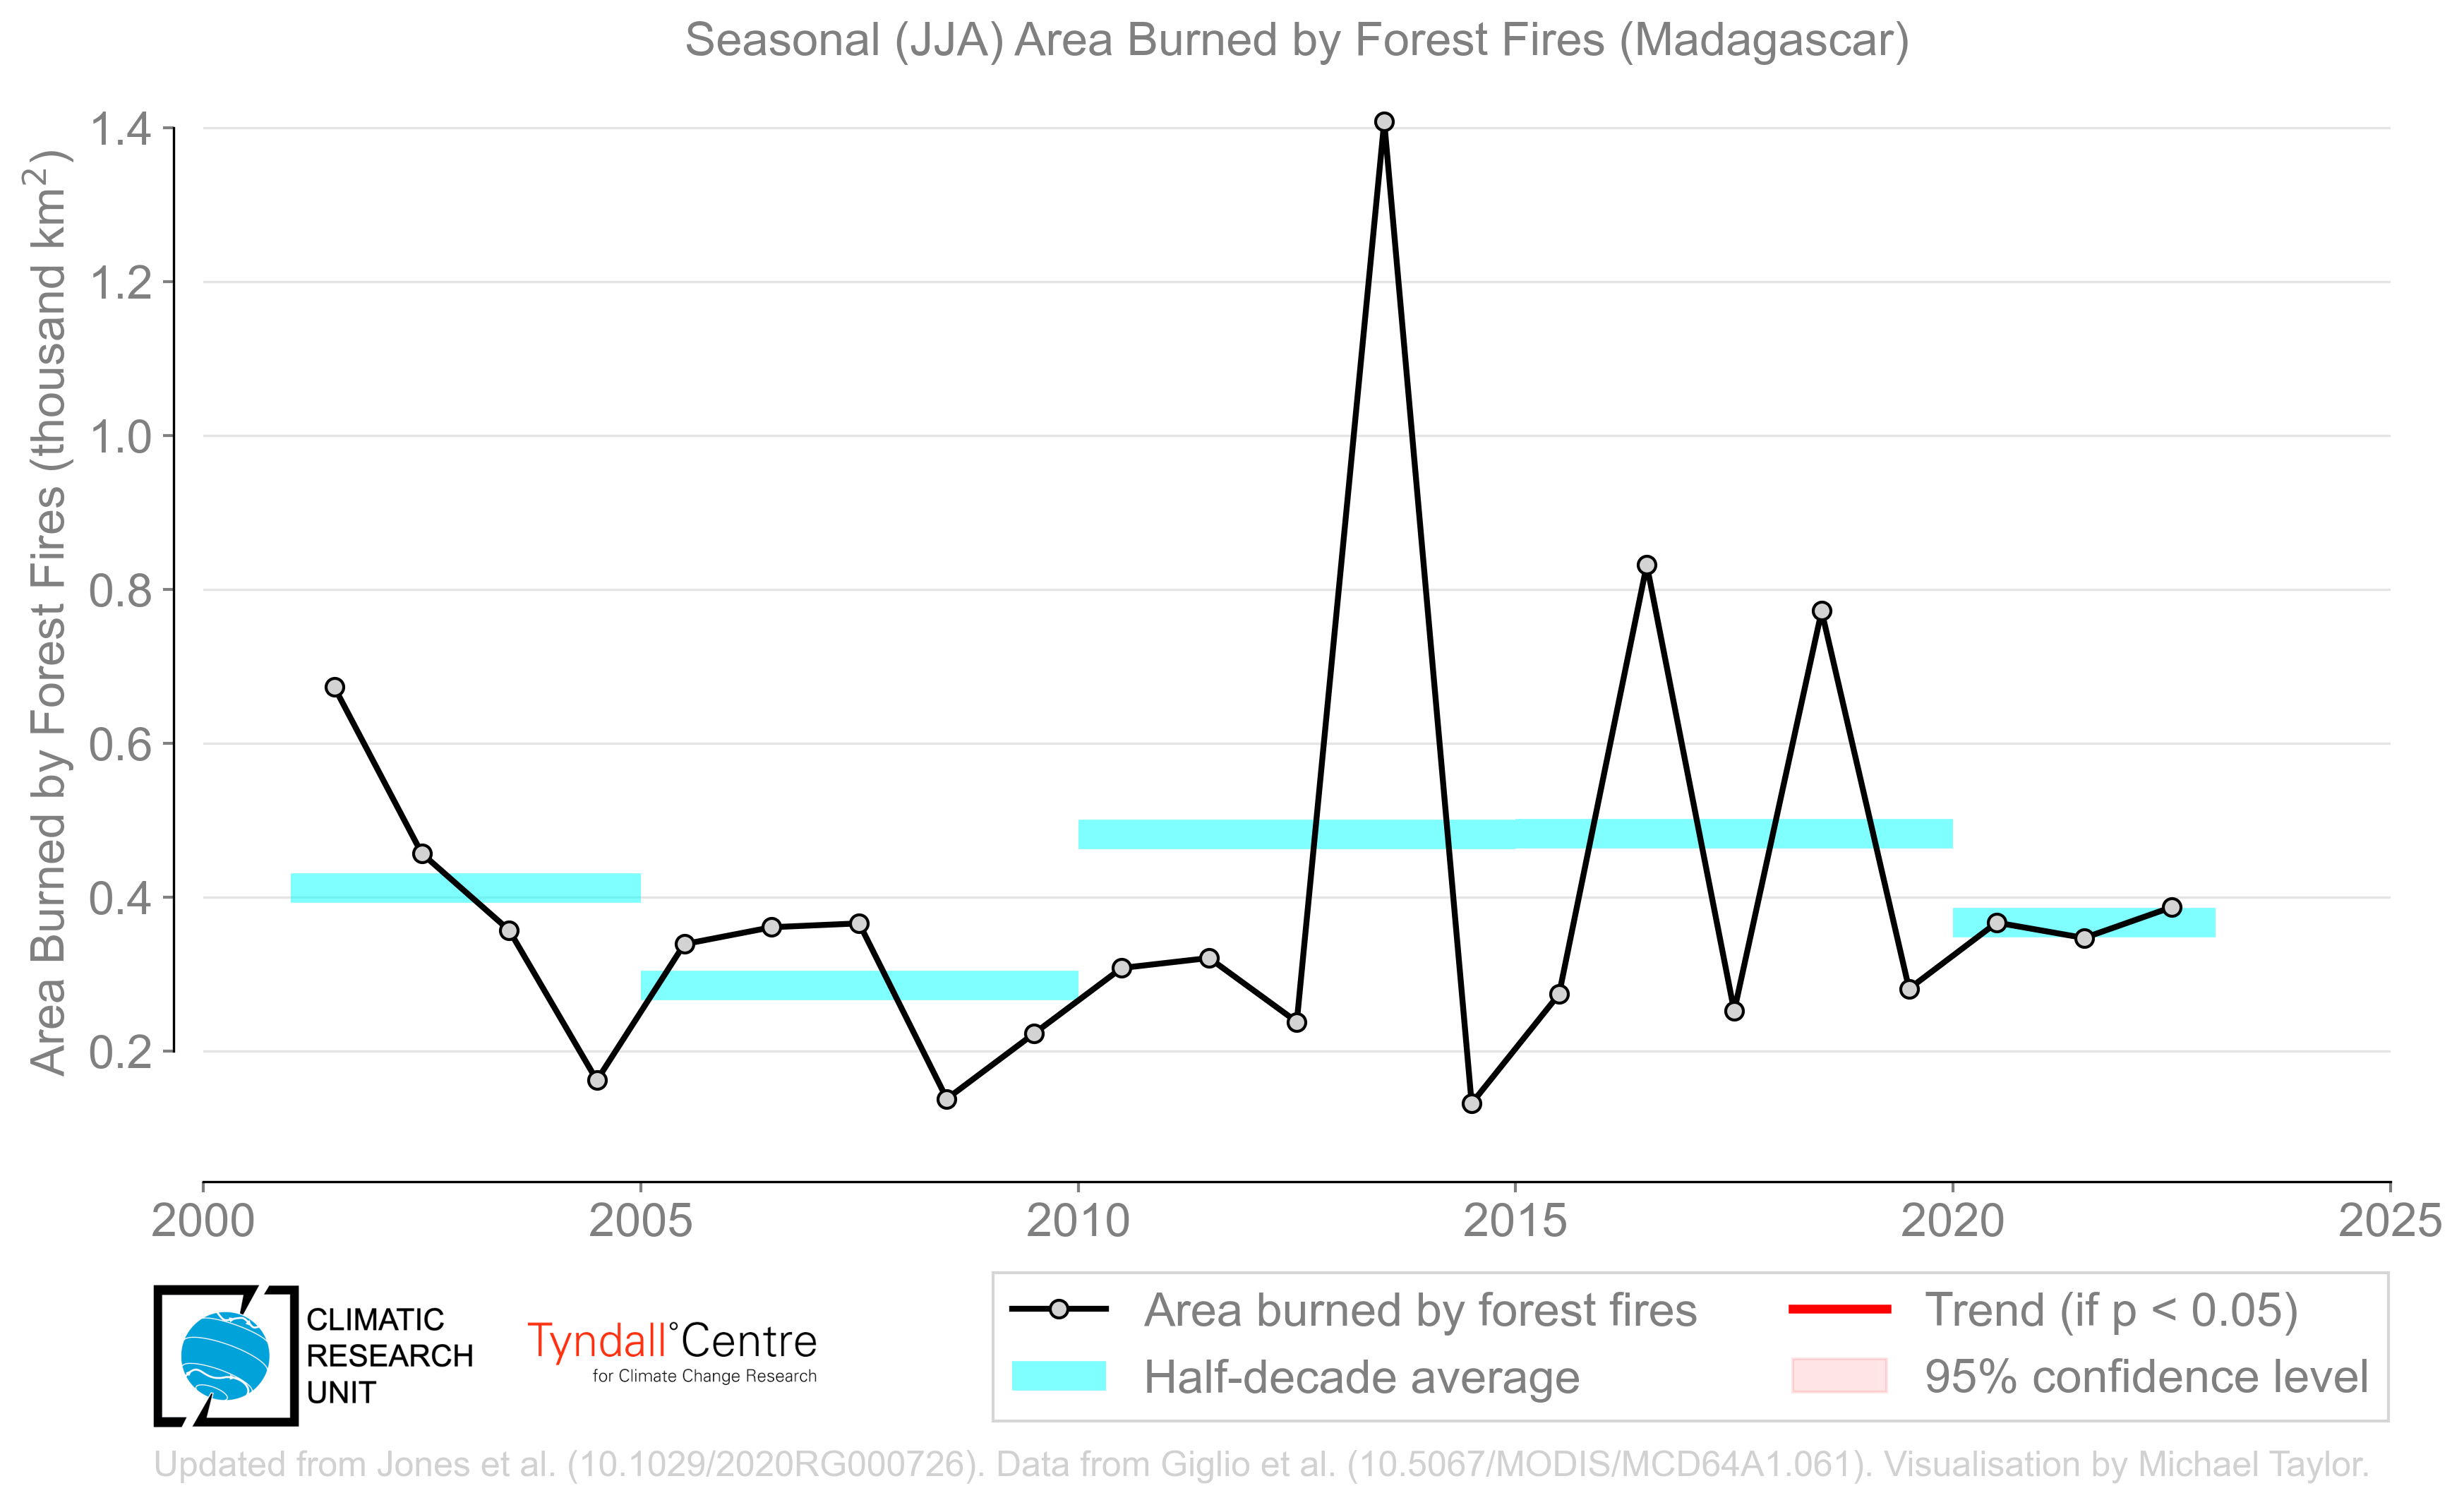 Seasonal (JJA) Area Burned by Forest Fires (Madagascar)
Area Burned by Forest Fires (thousand km²)
1.4
1.2
1.0
0.8
0.6
0.4
0.2
2000 2005 2010 2015 2020 2025
CLIMATIC
RESEARCH
UNIT
Tyndall°Centre
for Climate Change Research
Area burned by forest fires
Half-decade average
Trend (if p < 0.05)
95% confidence level
Updated from Jones et al. (10.1029/2020RG000726). Data from Giglio et al. (10.5067/MODIS/MCD64A1.061). Visualisation by Michael Taylor.